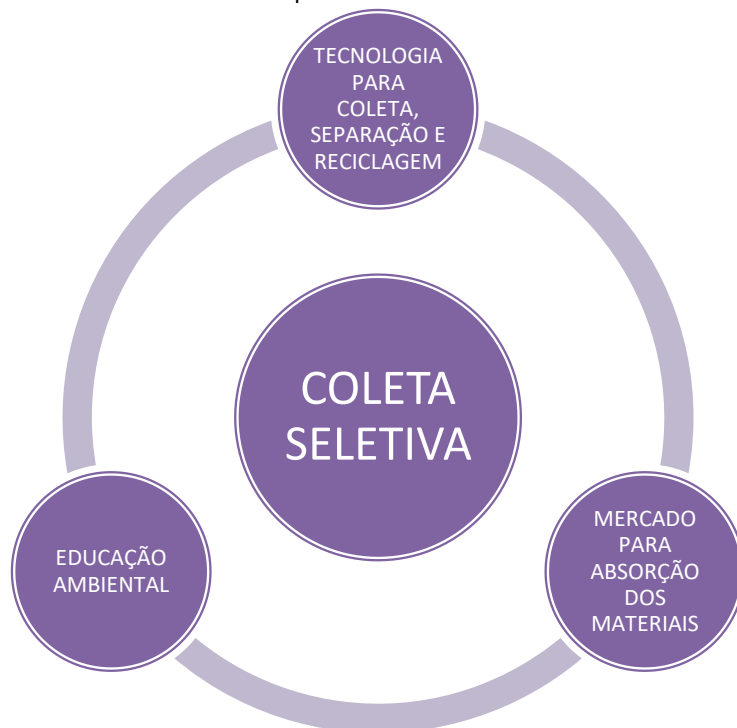 TECNOLOGIA
PARA
COLETA,
SEPARAÇÃO E
RECICLAGEM
COLETA
SELETIVA
EDUCAÇÃO
AMBIENTAL
MERCADO
PARA
ABSORÇÃO
DOS
MATERIAIS